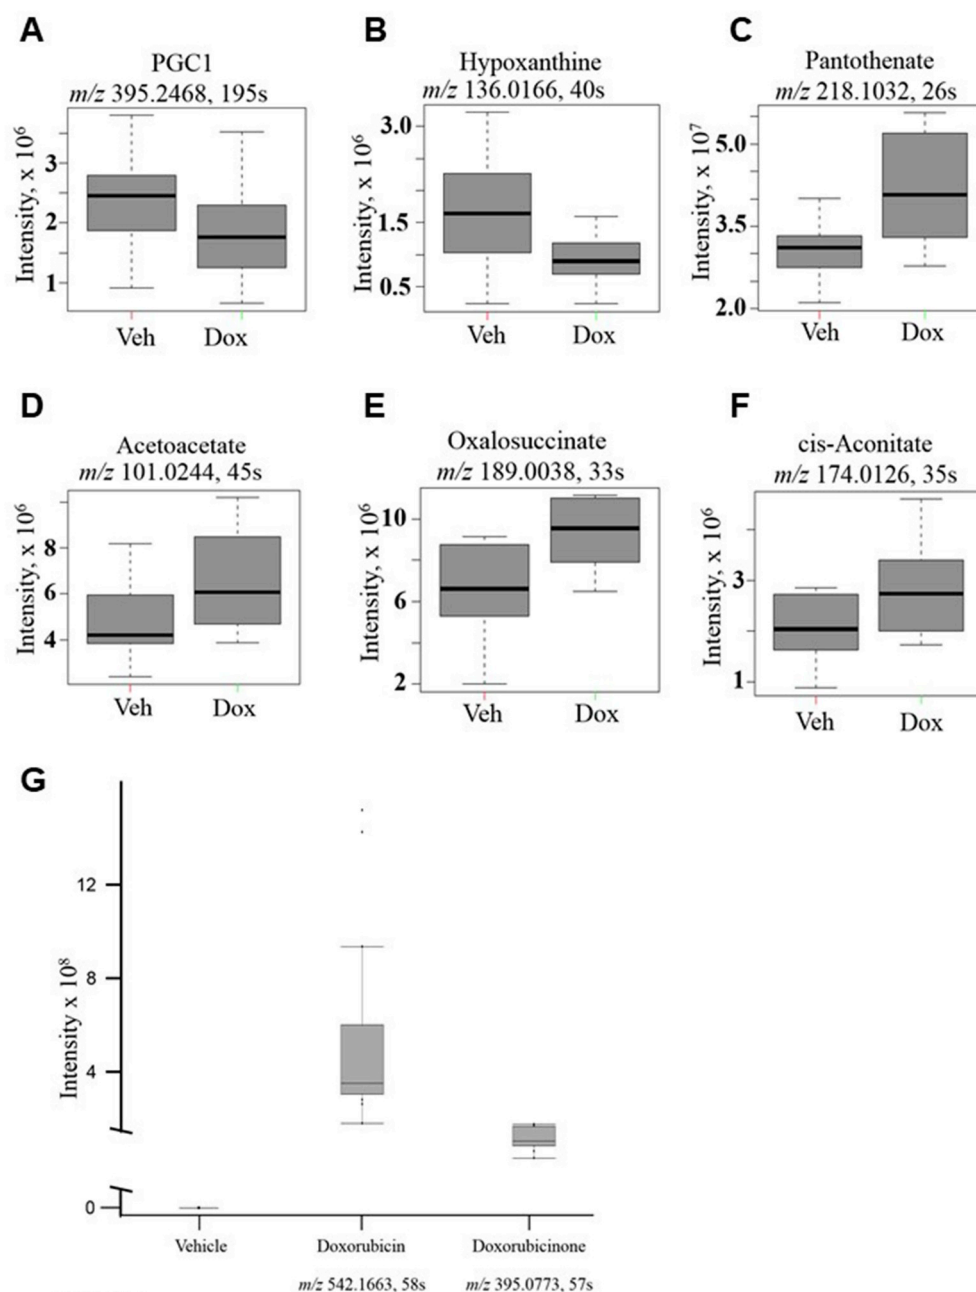 A
PGC1
m/z 395.2468, 195s
Intensity, x 10⁶
3
2
1
Veh Dox
B
Hypoxanthine
m/z 136.0166, 40s
Intensity, x 10⁶
3.0
1.5
0.5
Veh Dox
C
Pantothenate
m/z 218.1032, 26s
Intensity, x 10⁷
5.0
3.5
2.0
Veh Dox
D
Acetoacetate
m/z 101.0244, 45s
Intensity, x 10⁶
8
6
4
Veh Dox
E
Oxalosuccinate
m/z 189.0038, 33s
Intensity, x 10⁶
10
6
2
Veh Dox
F
cis-Aconitate
m/z 174.0126, 35s
Intensity, x 10⁶
3
1
Veh Dox
G
Intensity x 10⁸
12
8
4
0
Vehicle Doxorubicin Doxorubicinone
m/z 542.1663, 58s m/z 395.0773, 57s